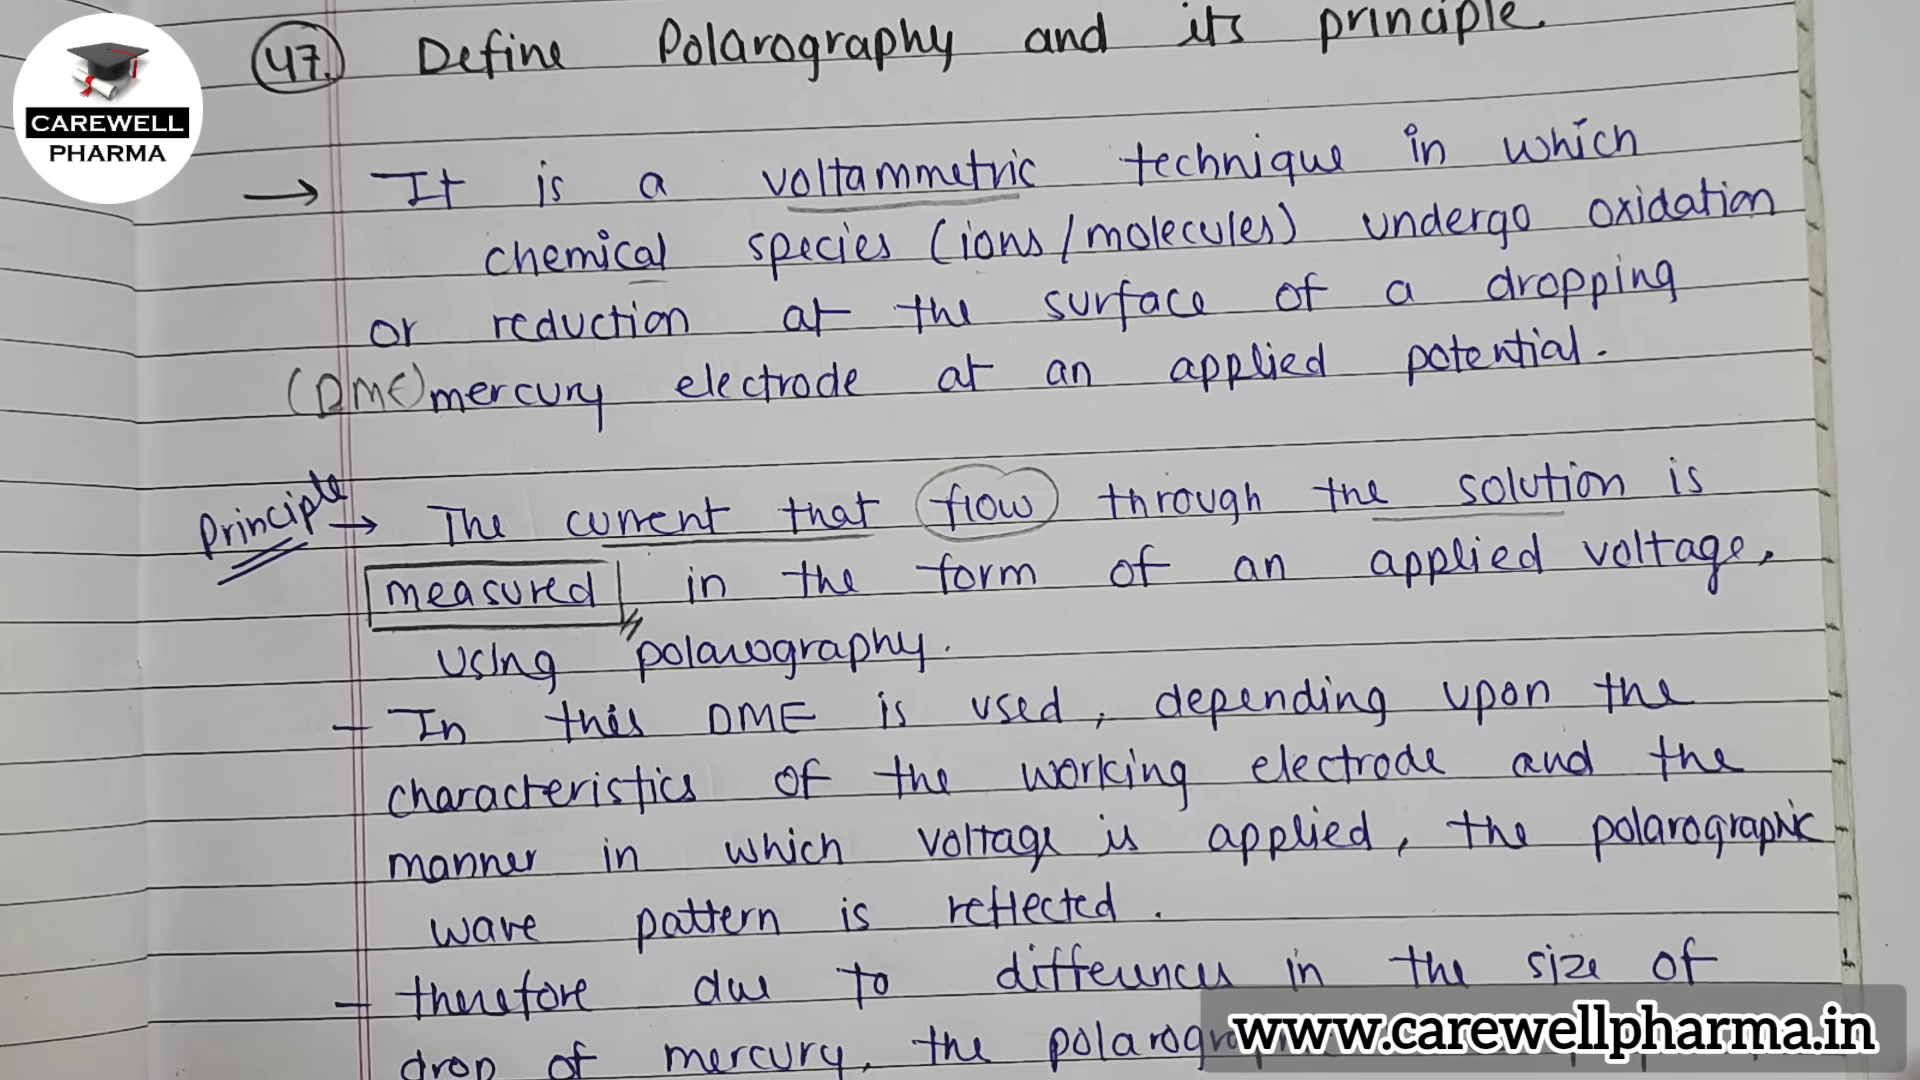 CAREWELL
PHARMA
47. Define Polarography and its principle.
→ It is a voltammetric technique in which
chemical species (ions/molecules) undergo oxidation
or reduction at the surface of a dropping
(DME) mercury electrode at an applied potential.
Principle → The current that flow through the solution is
measured in the form of an applied voltage,
using polarography.
- In this DME is used, depending upon the
characteristics of the working electrode and the
manner in which voltage is applied, the polarographic
wave pattern is reflected.
- therefore due to differences in the size of
drop of mercury, the
www.carewellpharma.in